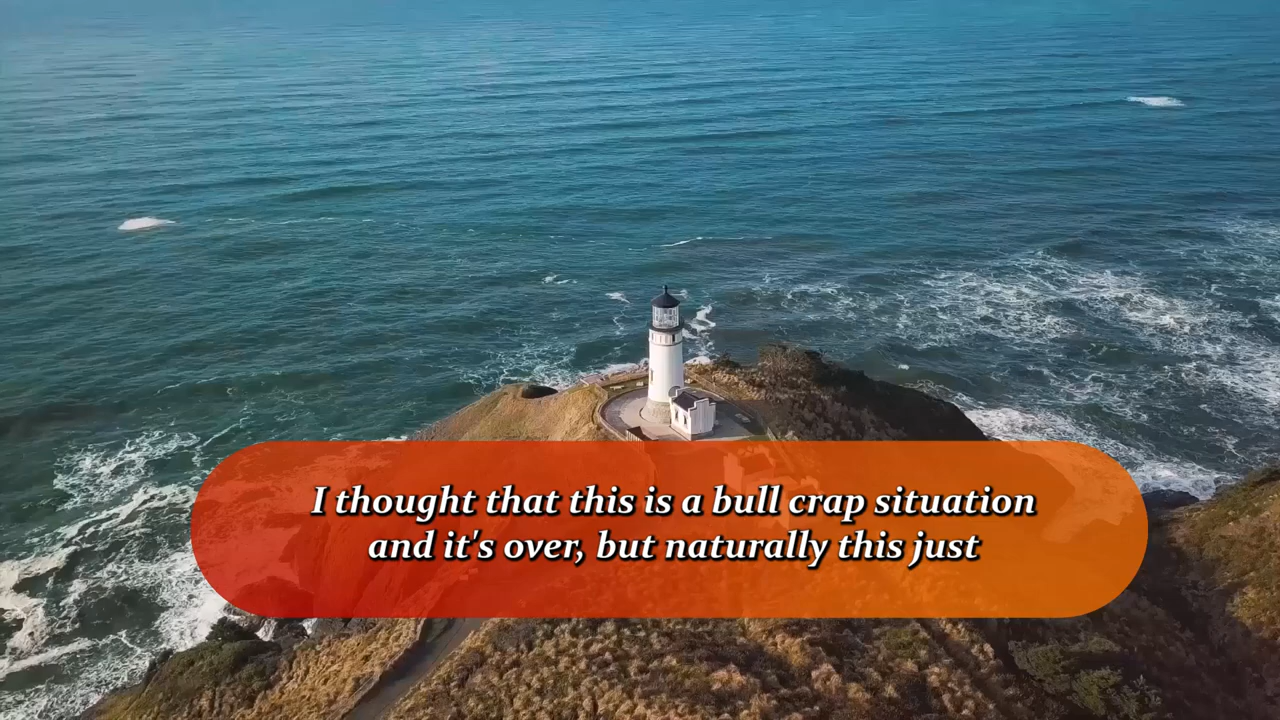 I thought that this is a bull crap situation
and it's over, but naturally this just